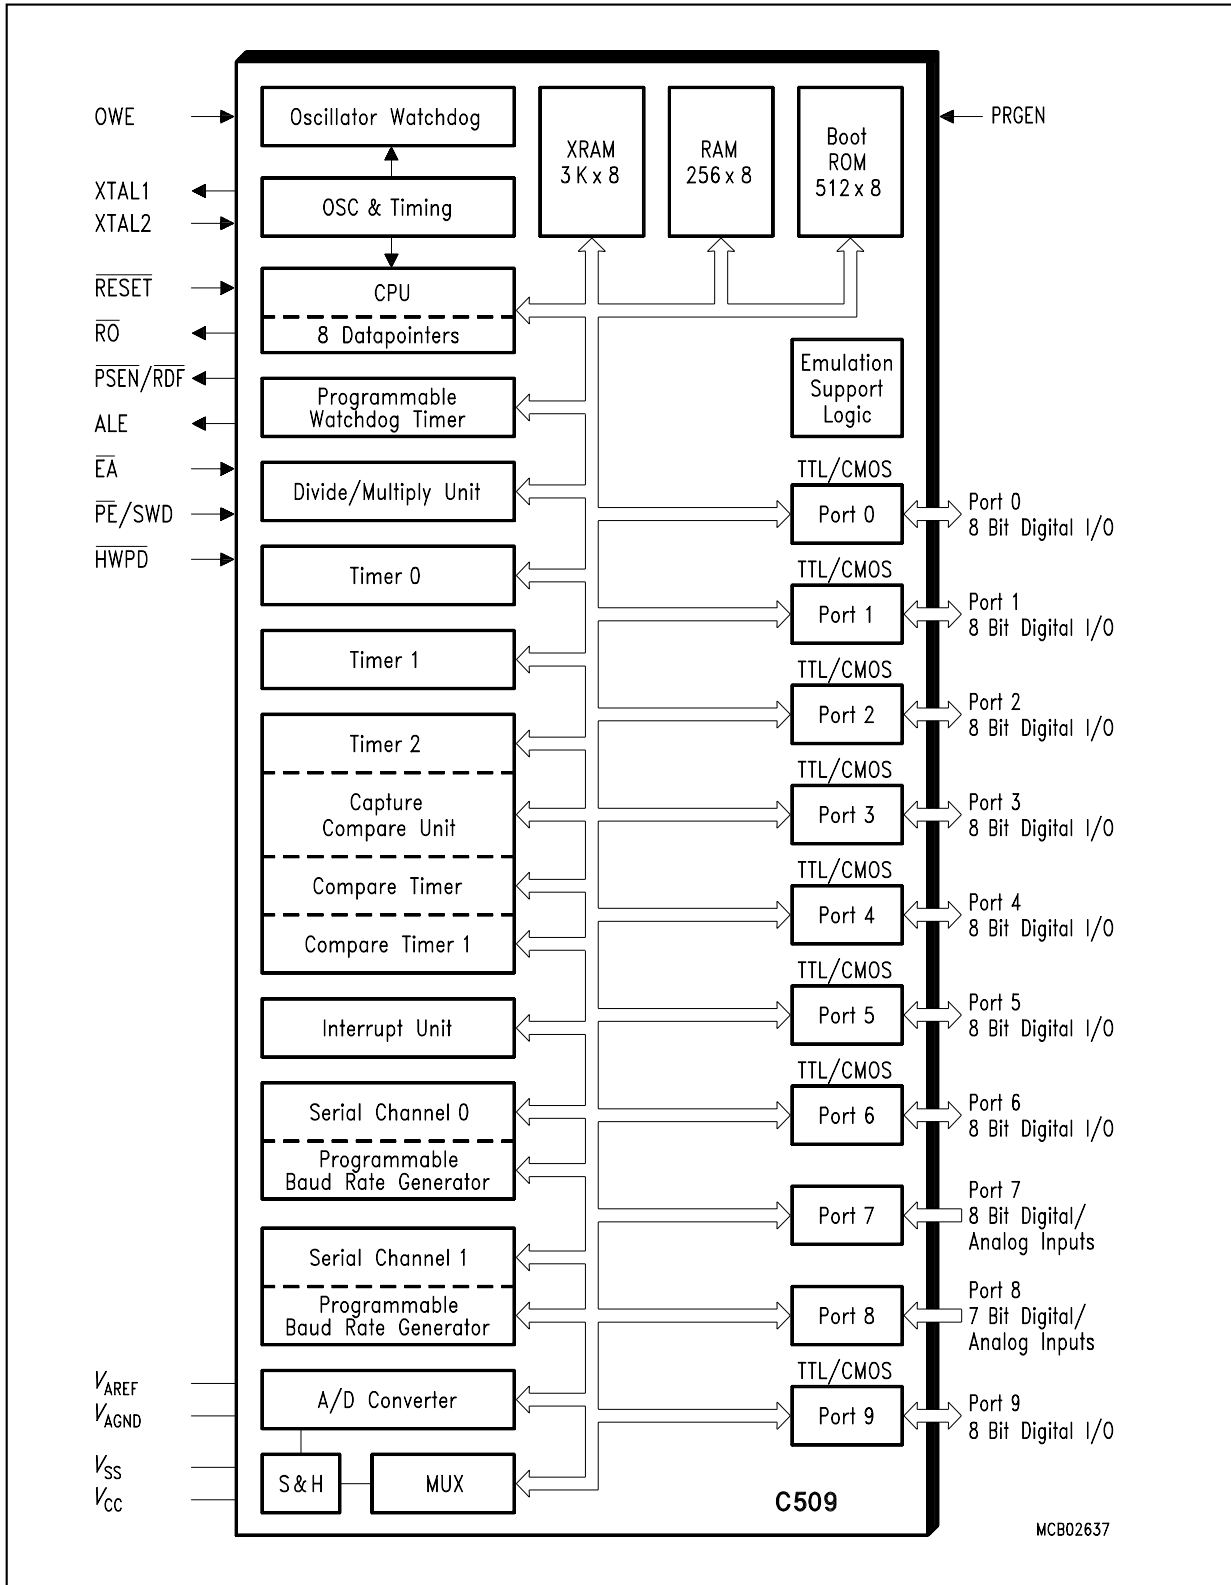 OWE
XTAL1
XTAL2
RESET
RO
PSEN/RDF
ALE
EA
PE/SWD
HWPD
VAREF
VAGND
VSS
VCC
Oscillator Watchdog
OSC & Timing
CPU
8 Datapointers
Programmable
Watchdog Timer
Divide/Multiply Unit
Timer 0
Timer 1
Timer 2
Capture
Compare Unit
Compare Timer
Compare Timer 1
Interrupt Unit
Serial Channel 0
Programmable
Baud Rate Generator
Serial Channel 1
Programmable
Baud Rate Generator
A/D Converter
S&H
MUX
XRAM
3K x 8
RAM
256 x 8
Boot
ROM
512 x 8
Emulation
Support
Logic
TTL/CMOS
Port 0
TTL/CMOS
Port 1
TTL/CMOS
Port 2
TTL/CMOS
Port 3
TTL/CMOS
Port 4
TTL/CMOS
Port 5
TTL/CMOS
Port 6
Port 7
Port 8
TTL/CMOS
Port 9
C509
PRGEN
Port 0
8 Bit Digital I/O
Port 1
8 Bit Digital I/O
Port 2
8 Bit Digital I/O
Port 3
8 Bit Digital I/O
Port 4
8 Bit Digital I/O
Port 5
8 Bit Digital I/O
Port 6
8 Bit Digital I/O
Port 7
8 Bit Digital/
Analog Inputs
Port 8
7 Bit Digital/
Analog Inputs
Port 9
8 Bit Digital I/O
MCB02637